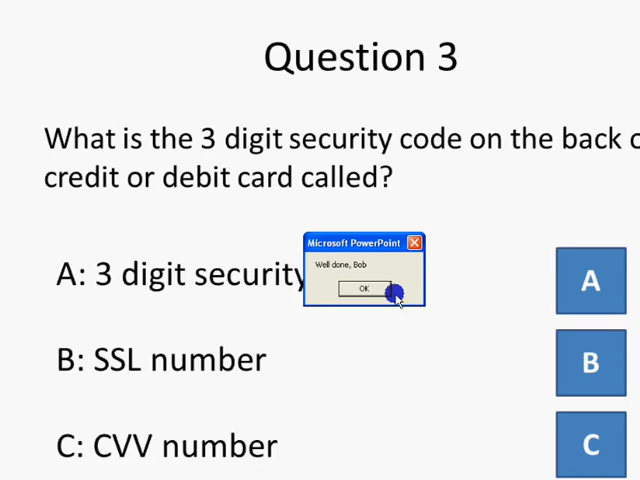 Question 3
What is the 3 digit security code on the back
credit or debit card called?
Microsoft PowerPoint
Well done, Bob
OK
A: 3 digit security
A
B: SSL number
B
C: CVV number
C